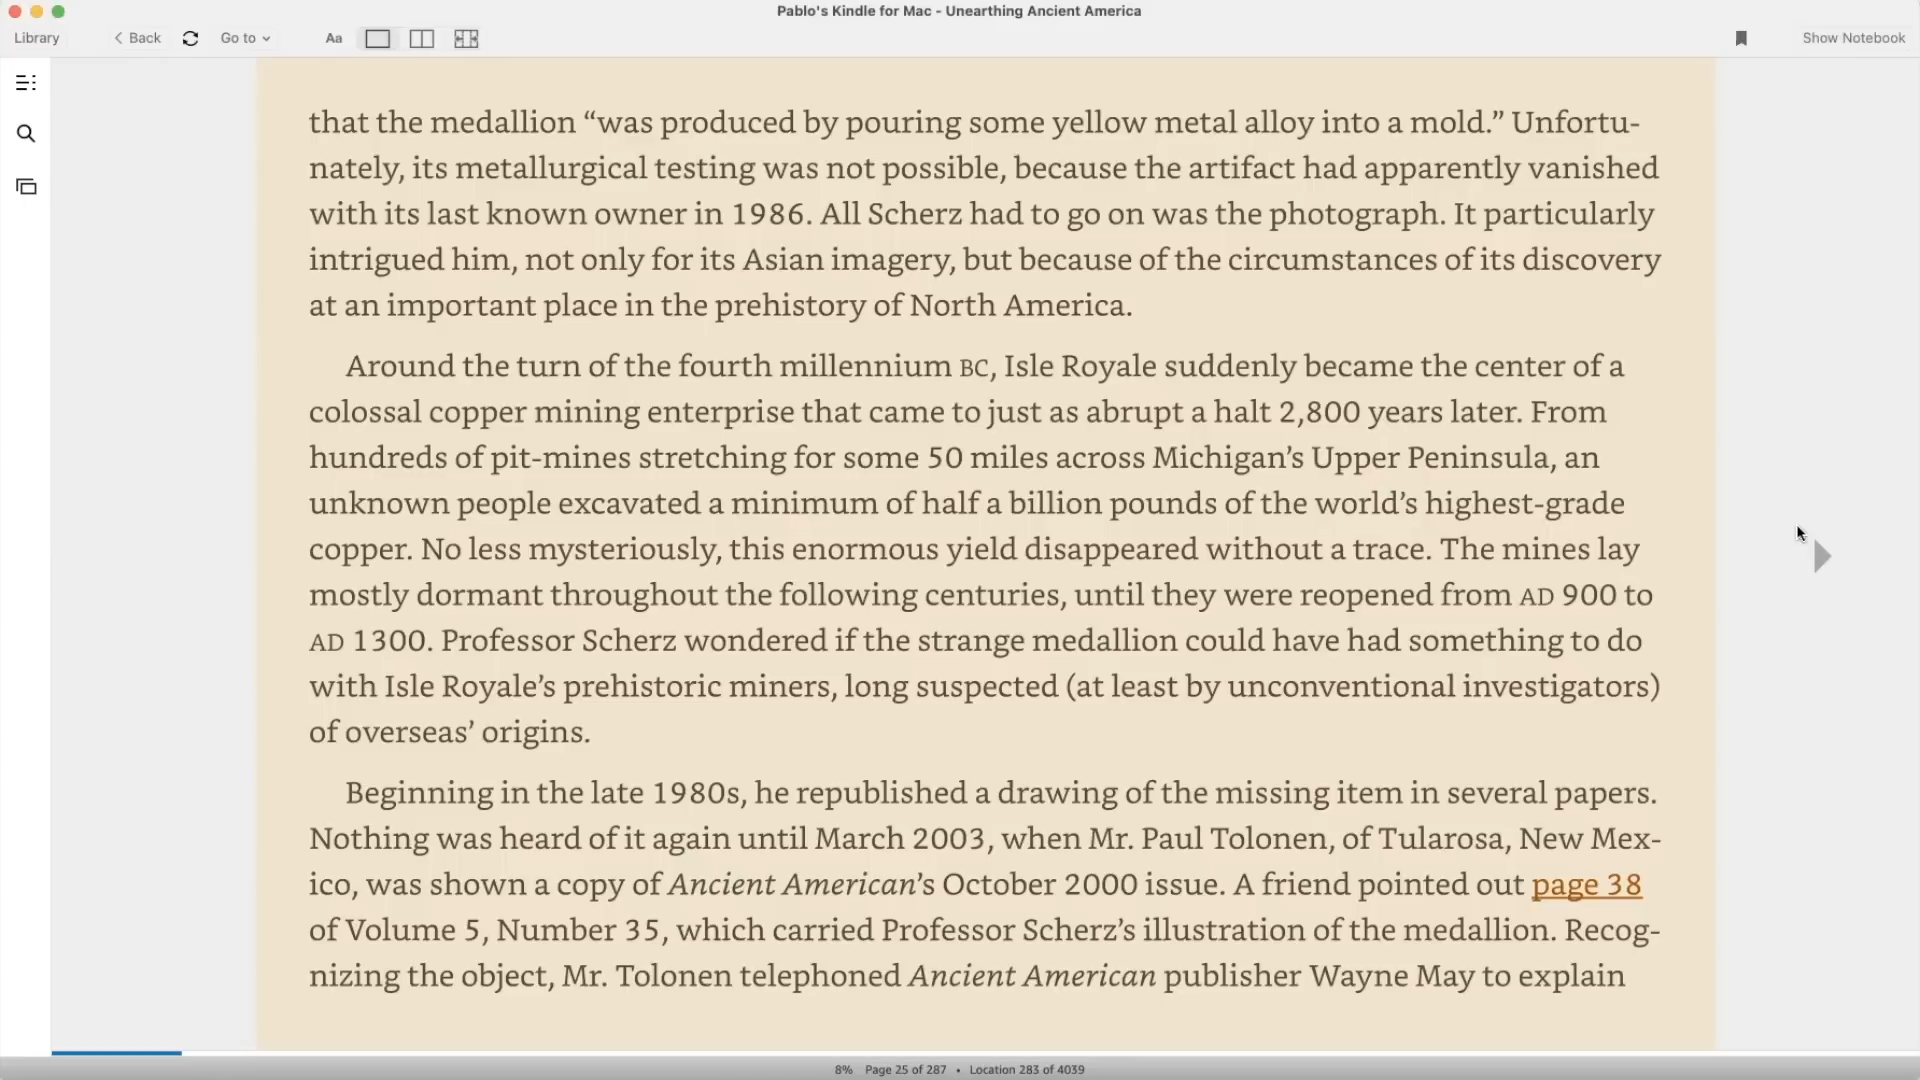 Pablo's Kindle for Mac - Unearthing Ancient America
Library
Back
Go to
Aa
Show Notebook
that the medallion “was produced by pouring some yellow metal alloy into a mold.” Unfortu-
nately, its metallurgical testing was not possible, because the artifact had apparently vanished
with its last known owner in 1986. All Scherz had to go on was the photograph. It particularly
intrigued him, not only for its Asian imagery, but because of the circumstances of its discovery
at an important place in the prehistory of North America.
Around the turn of the fourth millennium BC, Isle Royale suddenly became the center of a
colossal copper mining enterprise that came to just as abrupt a halt 2,800 years later. From
hundreds of pit-mines stretching for some 50 miles across Michigan’s Upper Peninsula, an
unknown people excavated a minimum of half a billion pounds of the world’s highest-grade
copper. No less mysteriously, this enormous yield disappeared without a trace. The mines lay
mostly dormant throughout the following centuries, until they were reopened from AD 900 to
AD 1300. Professor Scherz wondered if the strange medallion could have had something to do
with Isle Royale’s prehistoric miners, long suspected (at least by unconventional investigators)
of overseas’ origins.
Beginning in the late 1980s, he republished a drawing of the missing item in several papers.
Nothing was heard of it again until March 2003, when Mr. Paul Tolonen, of Tularosa, New Mex-
ico, was shown a copy of Ancient American’s October 2000 issue. A friend pointed out page 38
of Volume 5, Number 35, which carried Professor Scherz’s illustration of the medallion. Recog-
nizing the object, Mr. Tolonen telephoned Ancient American publisher Wayne May to explain
8% Page 25 of 287 • Location 283 of 4039